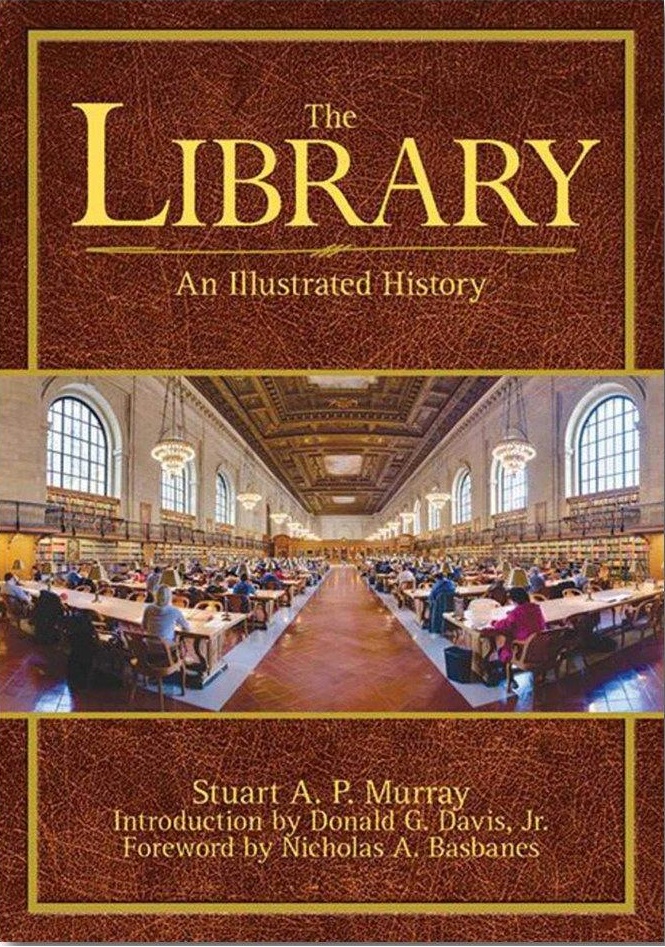 The
LIBRARY
An Illustrated History
Stuart A. P. Murray
Introduction by Donald G. Davis, Jr.
Foreword by Nicholas A. Basbanes